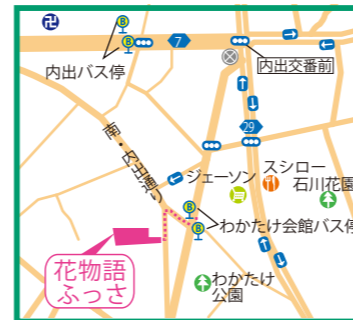 卍
B
B
7
内出バス停
内出交番前
29
南・内出通り
ジェーソン
スシロー
石川花園
B
B
わかたけ会館バス停
花物語
ふっさ
わかたけ
公園